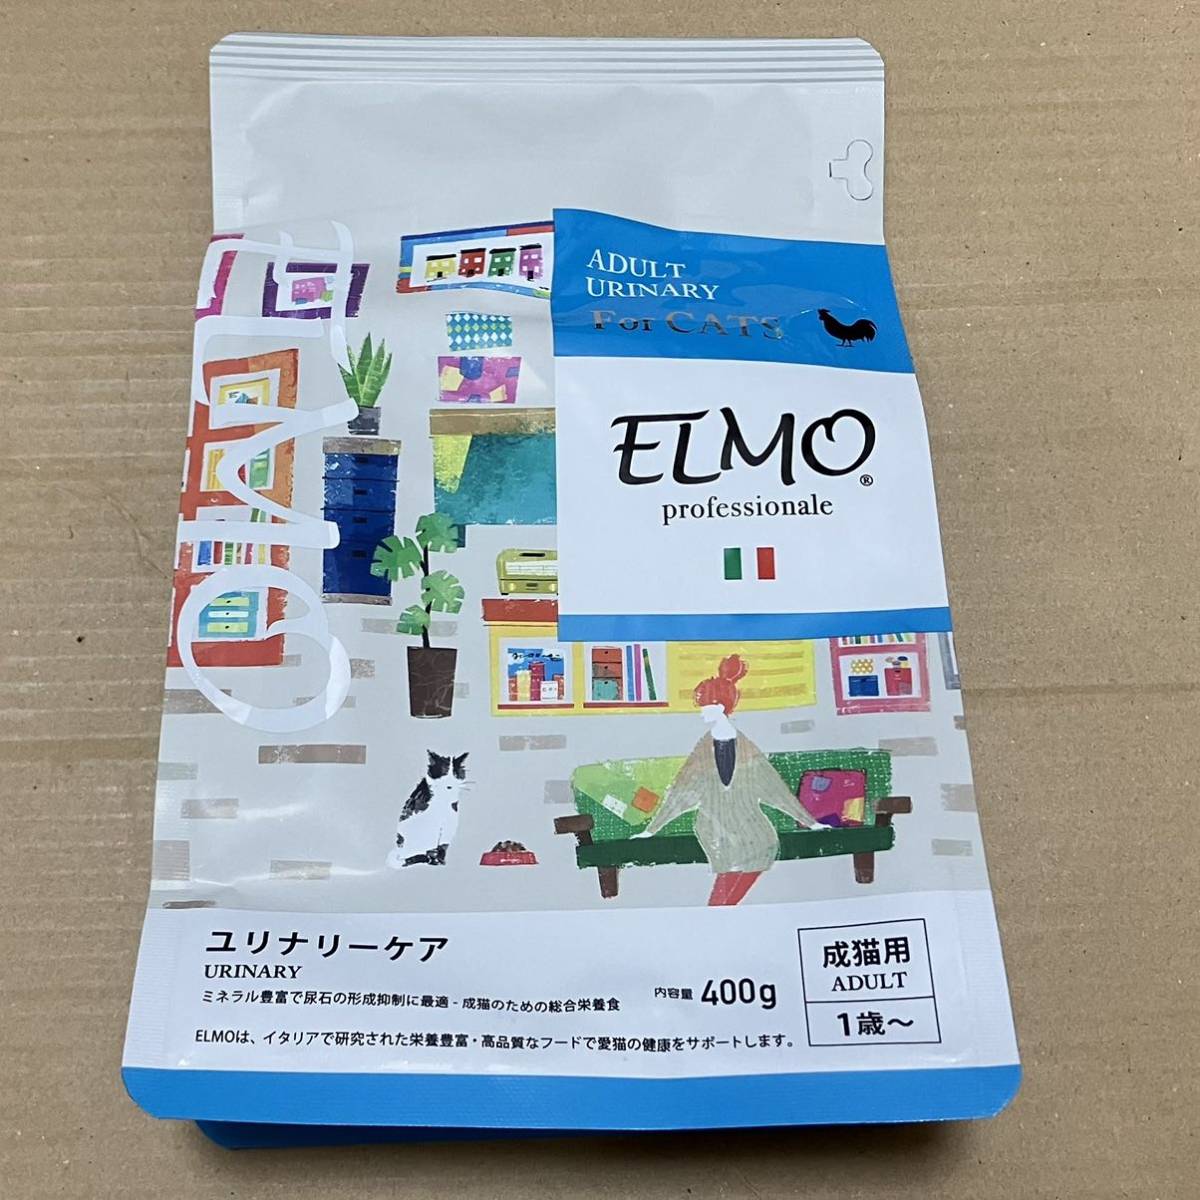 ADULT
URINARY
For CATS
ELMO®
professionale
ELMO
ユリナリーケア
URINARY
ミネラル豊富で尿石の形成抑制に最適 - 成猫のための総合栄養食
内容量 400g
成猫用
ADULT
1歳～
ELMOは、イタリアで研究された栄養豊富・高品質なフードで愛猫の健康をサポートします。